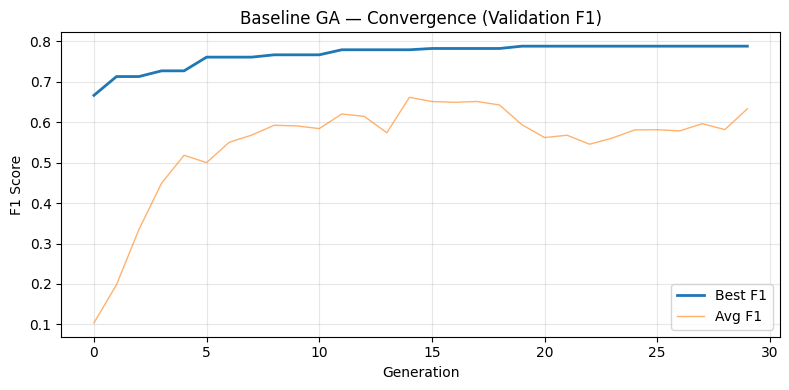 Baseline GA — Convergence (Validation F1)
F1 Score
0.8
0.7
0.6
0.5
0.4
0.3
0.2
0.1
Best F1
Avg F1
0 5 10 15 20 25 30
Generation